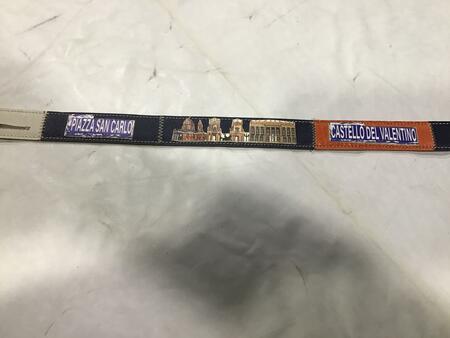 PIAZZA SAN CARLO
CASTELLO DEL VALENTINO